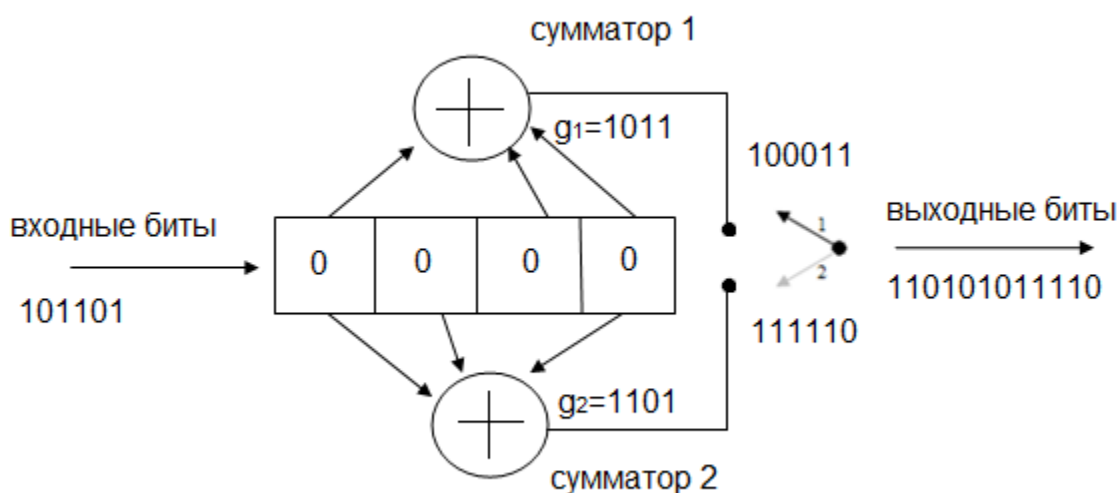 сумматор 1
g1=1011
100011
входные биты
101101
0 0 0 0
1
2
выходные биты
110101011110
111110
g2=1101
сумматор 2